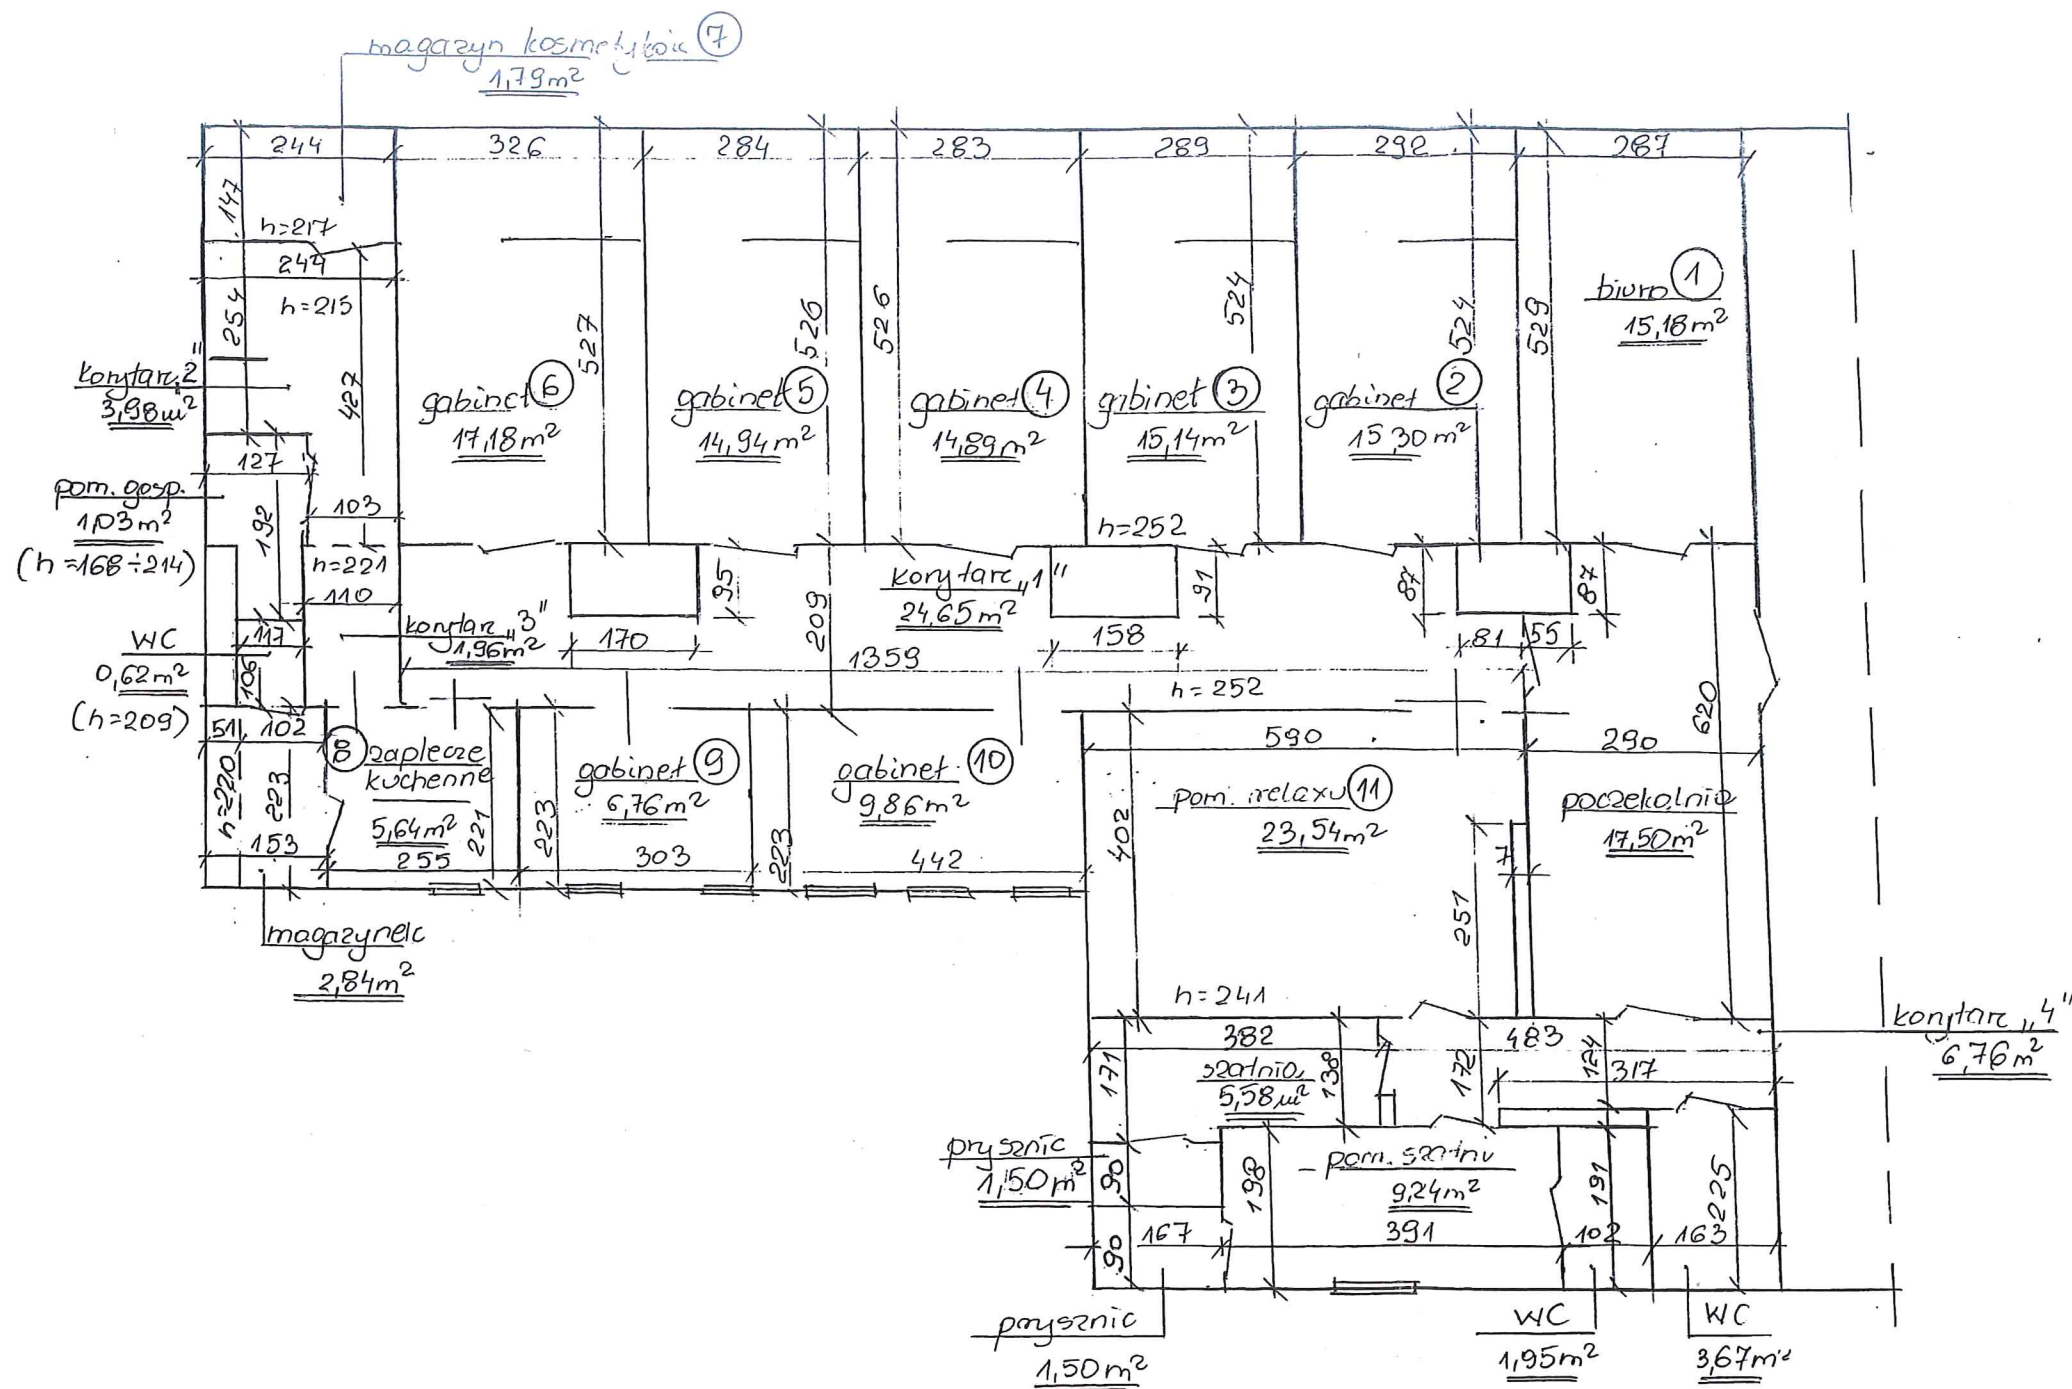 magazyn kosmetyków 7
1,79m²
244
326
284
283
289
292
287
147
h=217
244
h=215
254
427
527
526
526
524
524
529
biuro 1
15,18m²
korytarz „2"
3,98m²
gabinet 6
17,18m²
gabinet 5
14,94m²
gabinet 4
14,89m²
gabinet 3
15,14m²
gabinet 2
15,30m²
127
pom. gosp.
1,03m²
(h=168÷214)
192
103
h=221
110
h=252
korytarz „1"
24,65m²
95
209
91
87
87
WC
0,62m²
(h=209)
117
106
korytarz „3"
1,96m²
170
158
81
55
1359
h=252
620
51
102
590
290
8 zaplecze
kuchenne
5,64m²
h=220
223
153
255
221
223
gabinet 9
6,76m²
303
223
gabinet 10
9,86m²
442
402
pom. relaxu 11
23,54m²
poczekalnia
17,50m²
7
251
magazynek
2,84m²
h=241
382
483
korytarz „4"
6,76m²
171
szatnia
5,58m²
138
172
124
317
prysznic
1,50m²
90
198
pom. szatni
9,24m²
191
225
90
167
391
102
163
prysznic
1,50m²
WC
1,95m²
WC
3,67m²